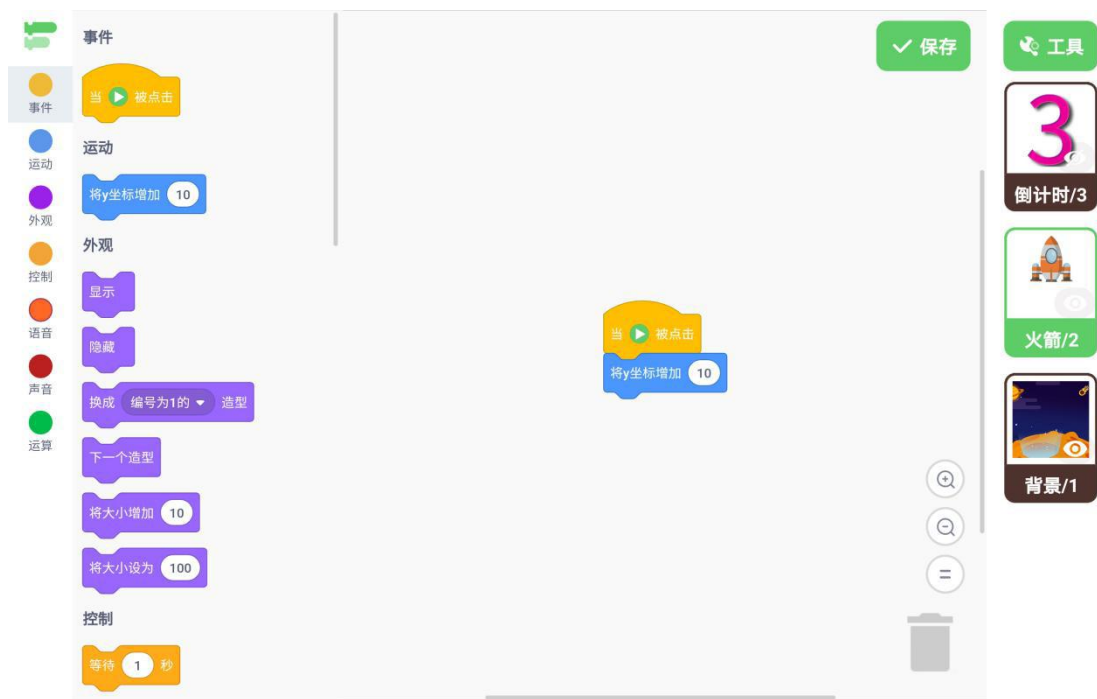 事件
运动
外观
控制
语音
声音
运算
事件
当 被点击
运动
将y坐标增加 10
外观
显示
隐藏
换成 编号为1的 造型
下一个造型
将大小增加 10
将大小设为 100
控制
等待 1 秒
当 被点击
将y坐标增加 10
保存
工具
3
倒计时/3
火箭/2
背景/1